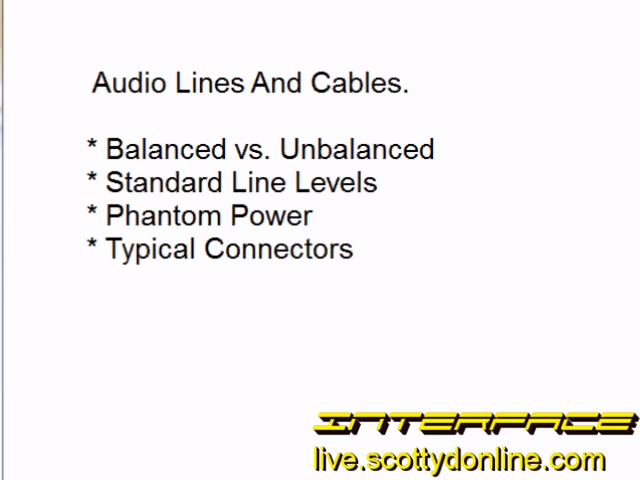 Audio Lines And Cables.
* Balanced vs. Unbalanced
* Standard Line Levels
* Phantom Power
* Typical Connectors
INTERFACE
live.scottydonline.com